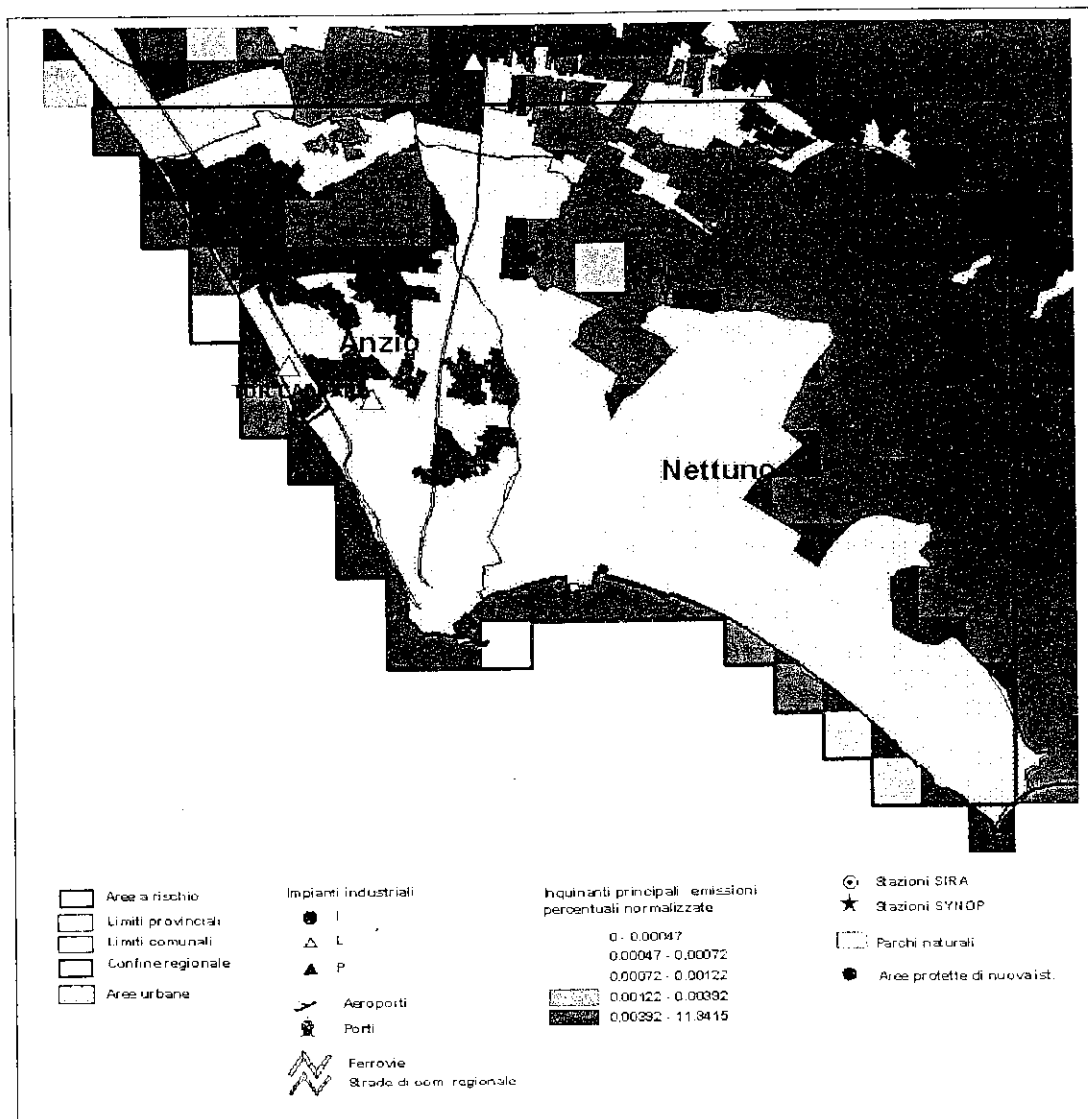 Anzio
Nettuno
Aree a rischio
Limiti provinciali
Limiti comunali
Confine regionale
Aree urbane
Impianti industriali
I
L
P
Aeroporti
Porti
Ferrovie
Strade di com. regionale
Inquinanti principali emissioni
percentuali normalizzate
0 - 0.00047
0.00047 - 0.00072
0.00072 - 0.00122
0.00122 - 0.00392
0.00392 - 11.3415
Stazioni SIRA
Stazioni SYNOP
Parchi naturali
Aree protette di nuova ist.